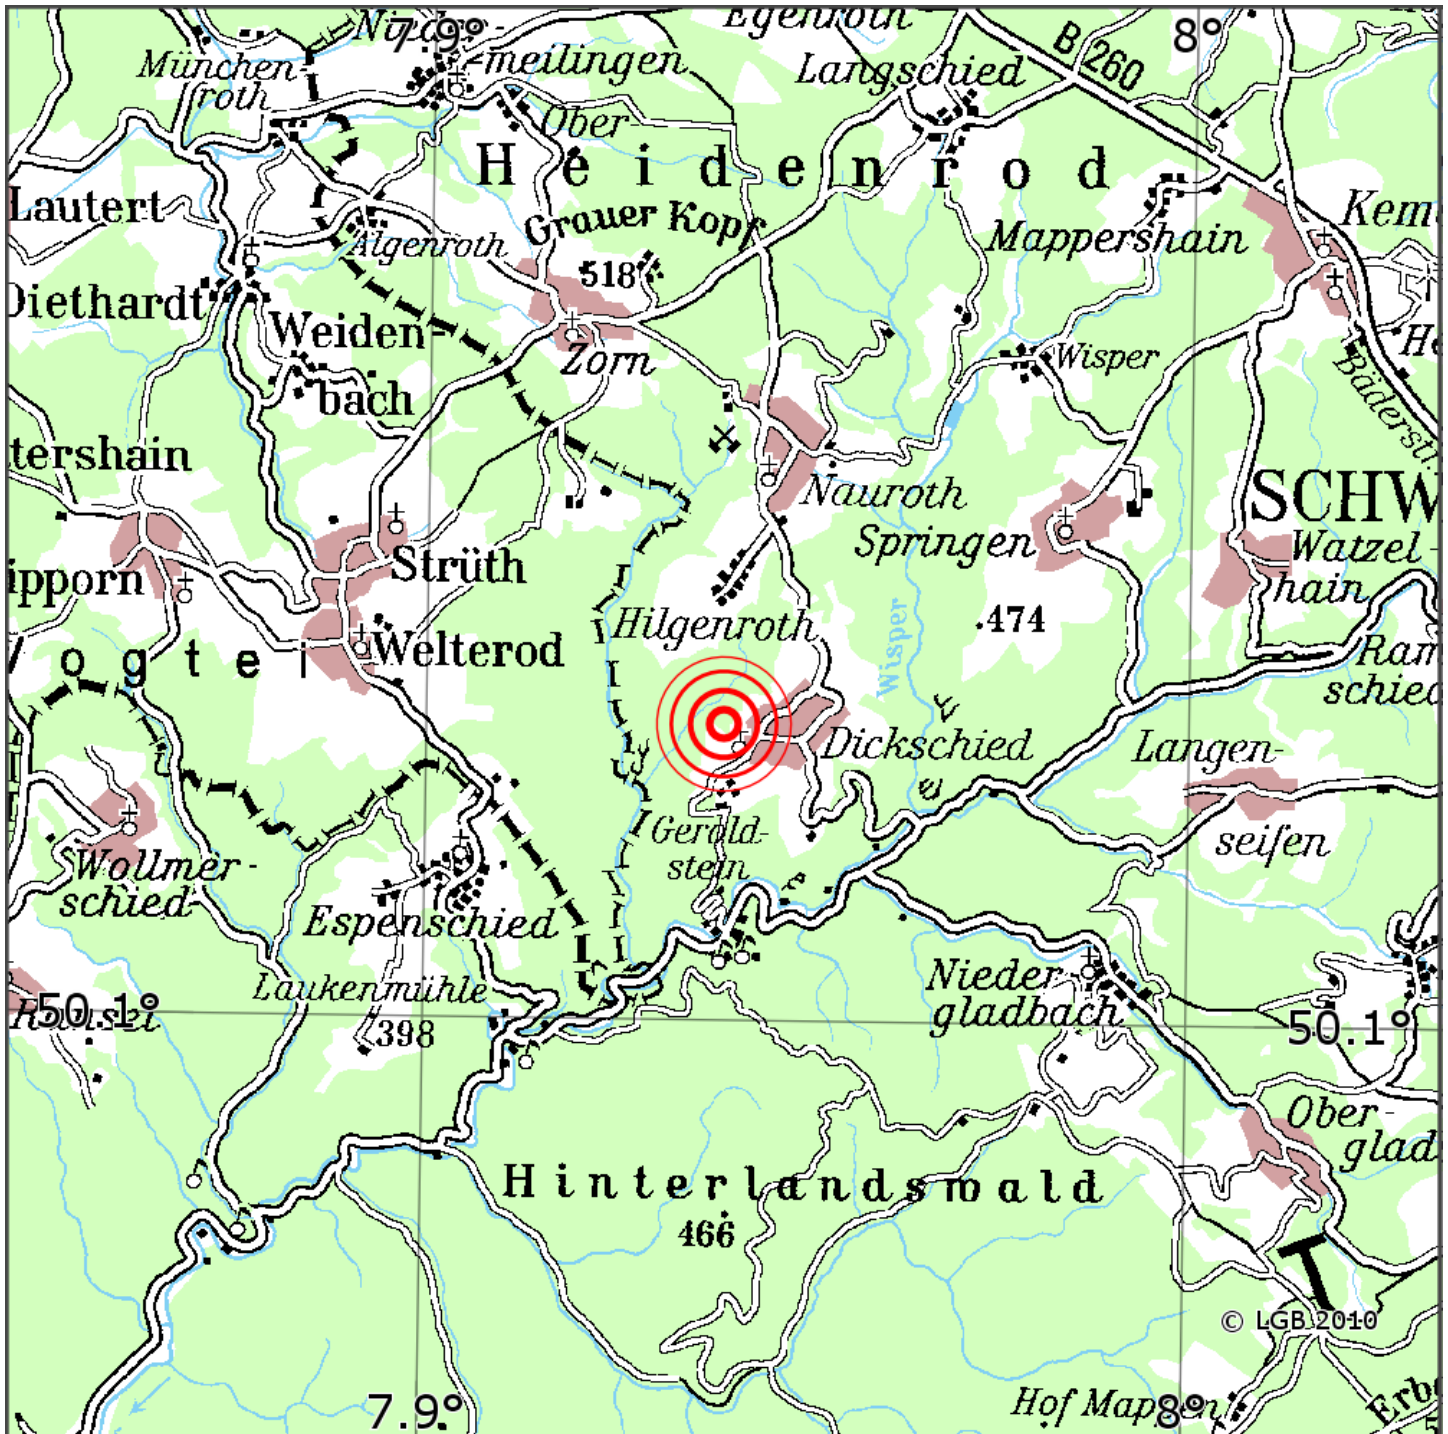 7.9°
8°
B 260
-meilingen
Langschied
München-
roth
Ober-
Heidenrod
Lautert
Grauer Kopf
Algenroth
Mappershain
518
Diethardt
Weiden-
bach
Zorn
Wisper
Bäderstr.
tershain
Nauroth
SCHW
Springen
Strüth
Watzel-
hain
ipporn
Hilgenroth
474
Wisper
Welterod
Vogtei
Ram
schied
Dickschied
Langen-
seifen
Gerold-
stein
Wollmer-
schied
Espenschied
Nieder
gladbach
Laukenmühle
50.1°
398
50.1°
Ober-
glad
Hinterlandswald
466
© LGB 2010
7.9°
8°
Erb